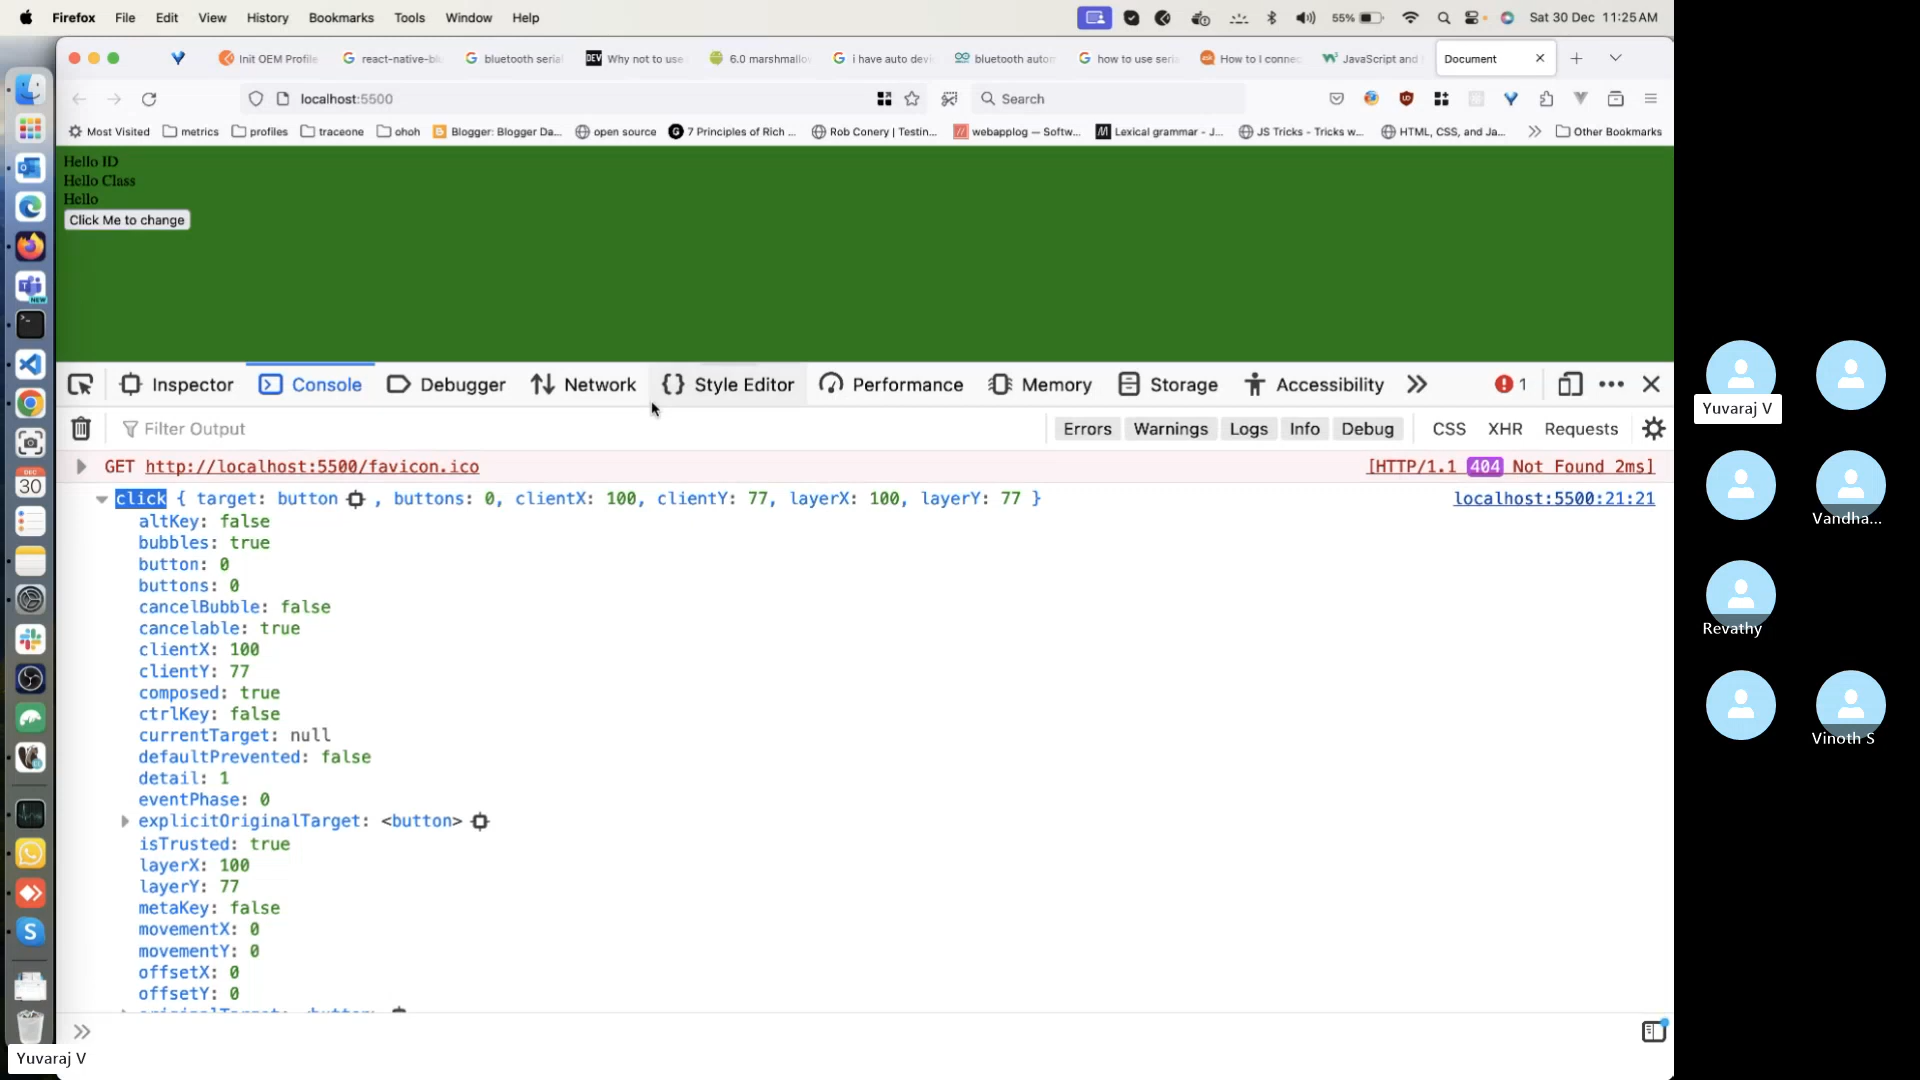 Firefox File Edit View History Bookmarks Tools Window Help 55% Sat 30 Dec 11:25 AM
Init OEM Profile react-native-blu bluetooth serial DEV Why not to use 6.0 marshmallo i have auto devi bluetooth autom how to use seria How to I connec JavaScript and Document
localhost:5500 Search
Most Visited metrics profiles traceone ohoh Blogger: Blogger Da... open source 7 Principles of Rich ... Rob Conery | Testin... webapplog — Softw... Lexical grammar - J... JS Tricks - Tricks w... HTML, CSS, and Ja... Other Bookmarks
Hello ID
Hello Class
Hello
Click Me to change
Inspector Console Debugger Network Style Editor Performance Memory Storage Accessibility 1
Filter Output Errors Warnings Logs Info Debug CSS XHR Requests
GET http://localhost:5500/favicon.ico [HTTP/1.1 404 Not Found 2ms]
click { target: button , buttons: 0, clientX: 100, clientY: 77, layerX: 100, layerY: 77 } localhost:5500:21:21
altKey: false
bubbles: true
button: 0
buttons: 0
cancelBubble: false
cancelable: true
clientX: 100
clientY: 77
composed: true
ctrlKey: false
currentTarget: null
defaultPrevented: false
detail: 1
eventPhase: 0
explicitOriginalTarget: <button>
isTrusted: true
layerX: 100
layerY: 77
metaKey: false
movementX: 0
movementY: 0
offsetX: 0
offsetY: 0
Yuvaraj V
Yuvaraj V
Vandha...
Revathy
Vinoth S
NEW
DEC
30